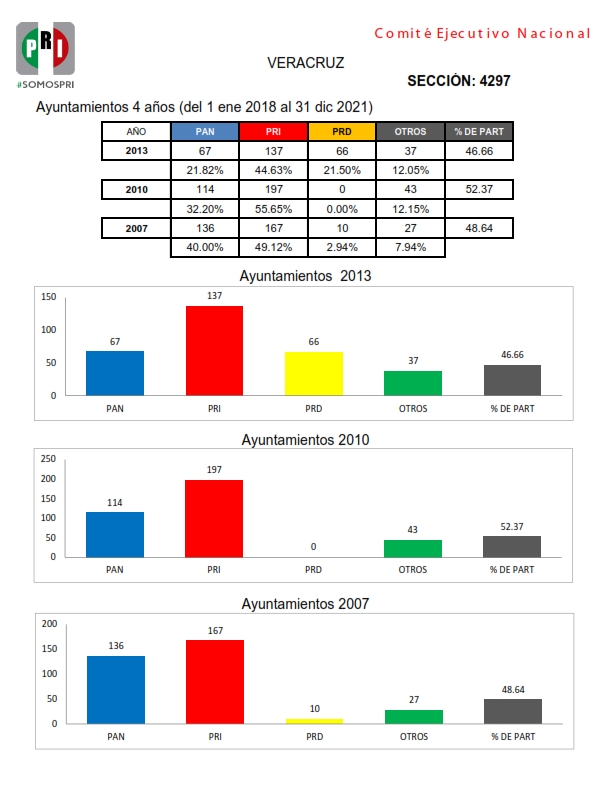 Comité Ejecutivo Nacional
PRI
#SOMOSPRI
VERACRUZ
SECCIÓN: 4297
Ayuntamientos 4 años (del 1 ene 2018 al 31 dic 2021)
AÑO PAN PRI PRD OTROS % DE PART
2013 67 137 66 37 46.66
21.82% 44.63% 21.50% 12.05%
2010 114 197 0 43 52.37
32.20% 55.65% 0.00% 12.15%
2007 136 167 10 27 48.64
40.00% 49.12% 2.94% 7.94%
Ayuntamientos 2013
150
100
50
0
67 137 66 37 46.66
PAN PRI PRD OTROS % DE PART
Ayuntamientos 2010
250
200
150
100
50
0
114 197 0 43 52.37
PAN PRI PRD OTROS % DE PART
Ayuntamientos 2007
200
150
100
50
0
136 167 10 27 48.64
PAN PRI PRD OTROS % DE PART